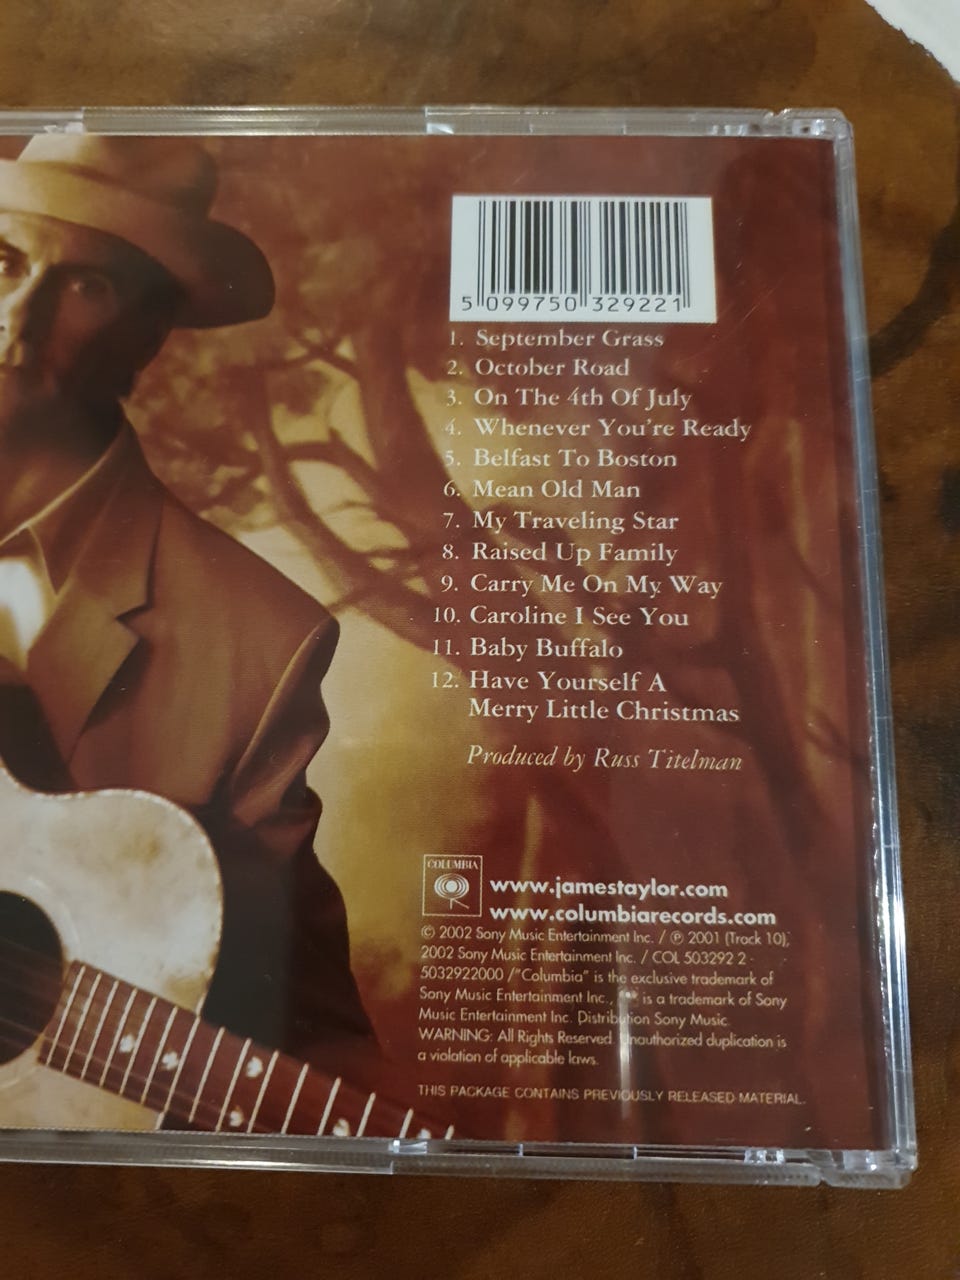 5 099750 329221
1. September Grass
2. October Road
3. On The 4th Of July
4. Whenever You're Ready
5. Belfast To Boston
6. Mean Old Man
7. My Traveling Star
8. Raised Up Family
9. Carry Me On My Way
10. Caroline I See You
11. Baby Buffalo
12. Have Yourself A
Merry Little Christmas
Produced by Russ Titelman
COLUMBIA
www.jamestaylor.com
www.columbiarecords.com
© 2002 Sony Music Entertainment Inc. / ℗ 2001 (Track 10),
2002 Sony Music Entertainment Inc. / COL 503292 2 -
5032922000 /"Columbia" is the exclusive trademark of
Sony Music Entertainment Inc., is a trademark of Sony
Music Entertainment Inc. Distribution Sony Music.
WARNING: All Rights Reserved. Unauthorized duplication is
a violation of applicable laws.
THIS PACKAGE CONTAINS PREVIOUSLY RELEASED MATERIAL.